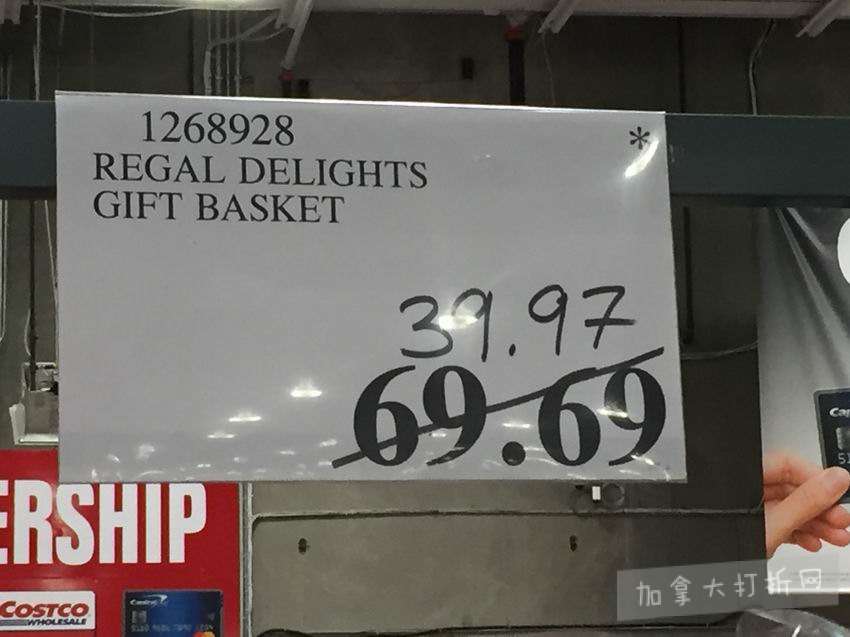 1268928 *
REGAL DELIGHTS
GIFT BASKET
39.97
69.69
ERSHIP
COSTCO
WHOLESALE
加拿大打折网